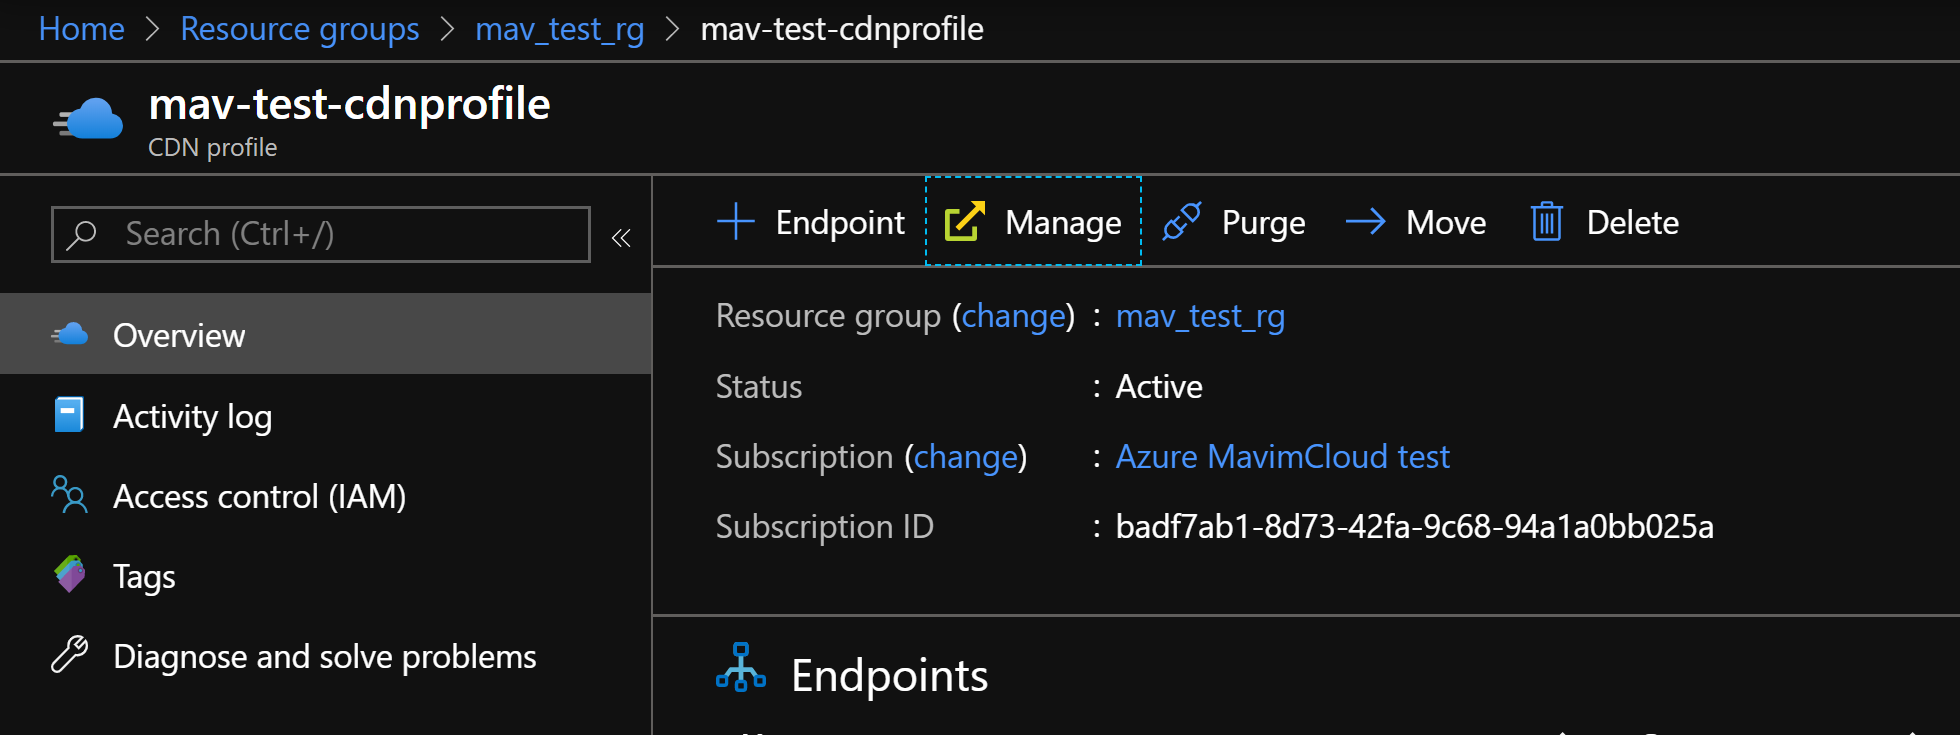 Home > Resource groups > mav_test_rg > mav-test-cdnprofile
mav-test-cdnprofile
CDN profile
Search (Ctrl+/)
«
Overview
Activity log
Access control (IAM)
Tags
Diagnose and solve problems
Endpoint Manage Purge Move Delete
Resource group (change) : mav_test_rg
Status : Active
Subscription (change) : Azure MavimCloud test
Subscription ID : badf7ab1-8d73-42fa-9c68-94a1a0bb025a
Endpoints